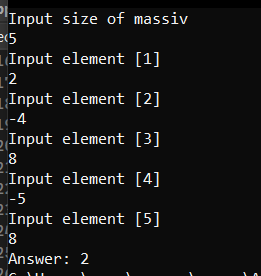 Input size of massiv
5
Input element [1]
2
Input element [2]
-4
Input element [3]
8
Input element [4]
-5
Input element [5]
8
Answer: 2